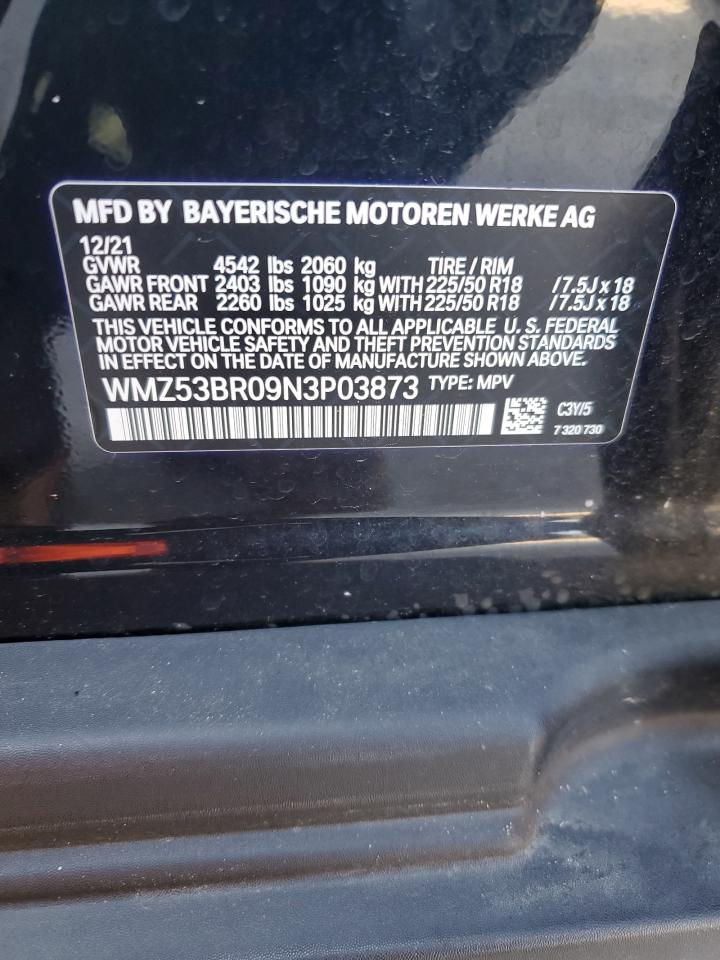 MFD BY BAYERISCHE MOTOREN WERKE AG
12/21
GVWR 4542 lbs 2060 kg TIRE / RIM
GAWR FRONT 2403 lbs 1090 kg WITH 225/50 R18 /7.5J x 18
GAWR REAR 2260 lbs 1025 kg WITH 225/50 R18 /7.5J x 18
THIS VEHICLE CONFORMS TO ALL APPLICABLE U. S. FEDERAL
MOTOR VEHICLE SAFETY AND THEFT PREVENTION STANDARDS
IN EFFECT ON THE DATE OF MANUFACTURE SHOWN ABOVE.
WMZ53BR09N3P03873 TYPE: MPV
C3Y/5
7 320 730